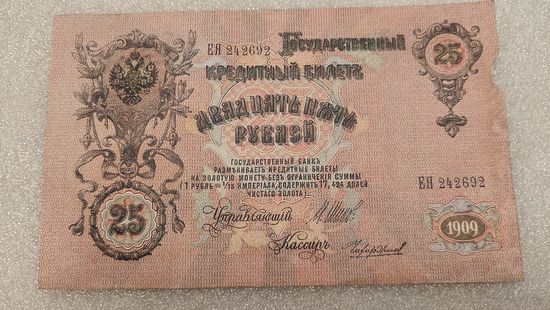 ЕЯ 242692
Государственный
25
Кредитный Билетъ
Двадцать пять
Рублей
Государственный Банкъ
размѣниваетъ кредитные билеты
на золотую монету безъ ограниченія суммы
(1 рубль = 1/15 имперіала, содержитъ 17,424 долей
чистаго золота).
ЕЯ 242692
25
Управляющій
Кассиръ
1909